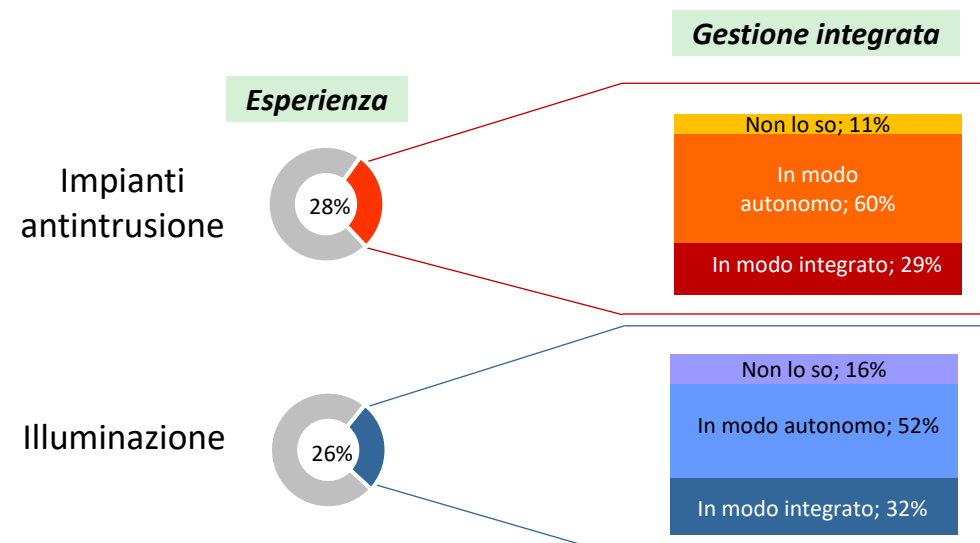 Gestione integrata
Esperienza
Impianti
antintrusione
28%
Non lo so; 11%
In modo
autonomo; 60%
In modo integrato; 29%
Illuminazione
26%
Non lo so; 16%
In modo autonomo; 52%
In modo integrato; 32%